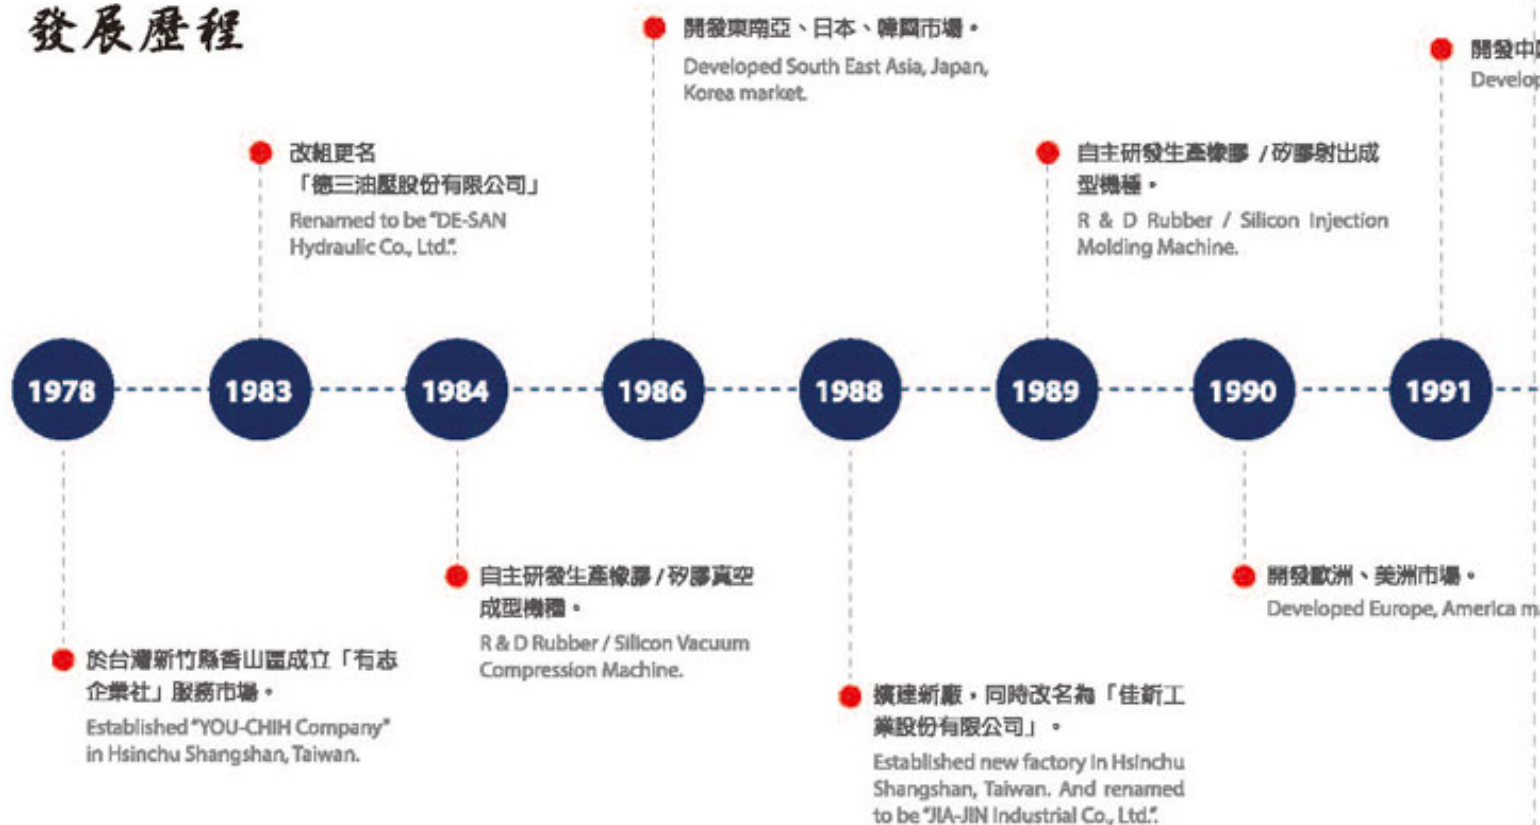 發展歷程
1978
於台灣新竹縣香山區成立「有志
企業社」服務市場。
Established "YOU-CHIH Company"
in Hsinchu Shangshan, Taiwan.
1983
改組更名
「德三油壓股份有限公司」
Renamed to be "DE-SAN
Hydraulic Co., Ltd.".
1984
自主研發生產橡膠 / 矽膠真空
成型機種。
R & D Rubber / Silicon Vacuum
Compression Machine.
1986
開發東南亞、日本、韓國市場。
Developed South East Asia, Japan,
Korea market.
1988
擴建新廠，同時改名為「佳新工
業股份有限公司」。
Established new factory in Hsinchu
Shangshan, Taiwan. And renamed
to be "JIA-JIN Industrial Co., Ltd.".
1989
自主研發生產橡膠 / 矽膠射出成
型機種。
R & D Rubber / Silicon Injection
Molding Machine.
1990
開發歐洲、美洲市場。
Developed Europe, America m
1991
開發中
Develop